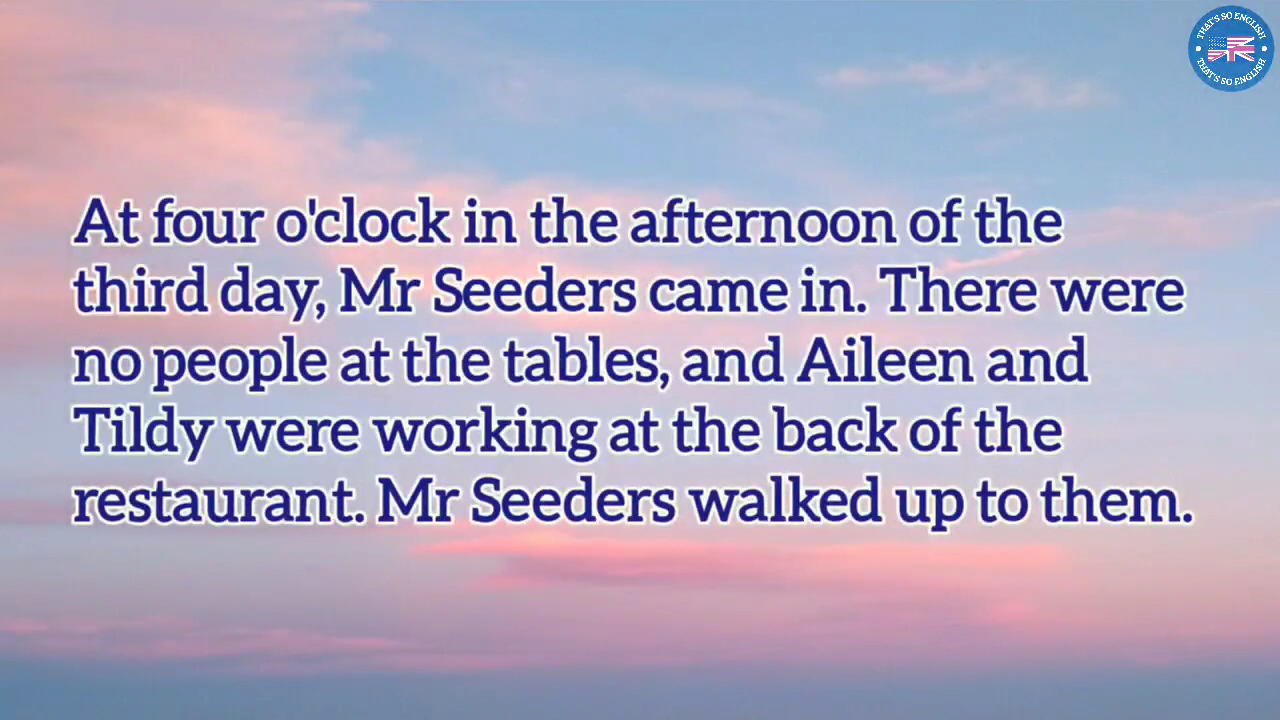 THAT'S SO ENGLISH
THAT'S SO ENGLISH
At four o'clock in the afternoon of the
third day, Mr Seeders came in. There were
no people at the tables, and Aileen and
Tildy were working at the back of the
restaurant. Mr Seeders walked up to them.